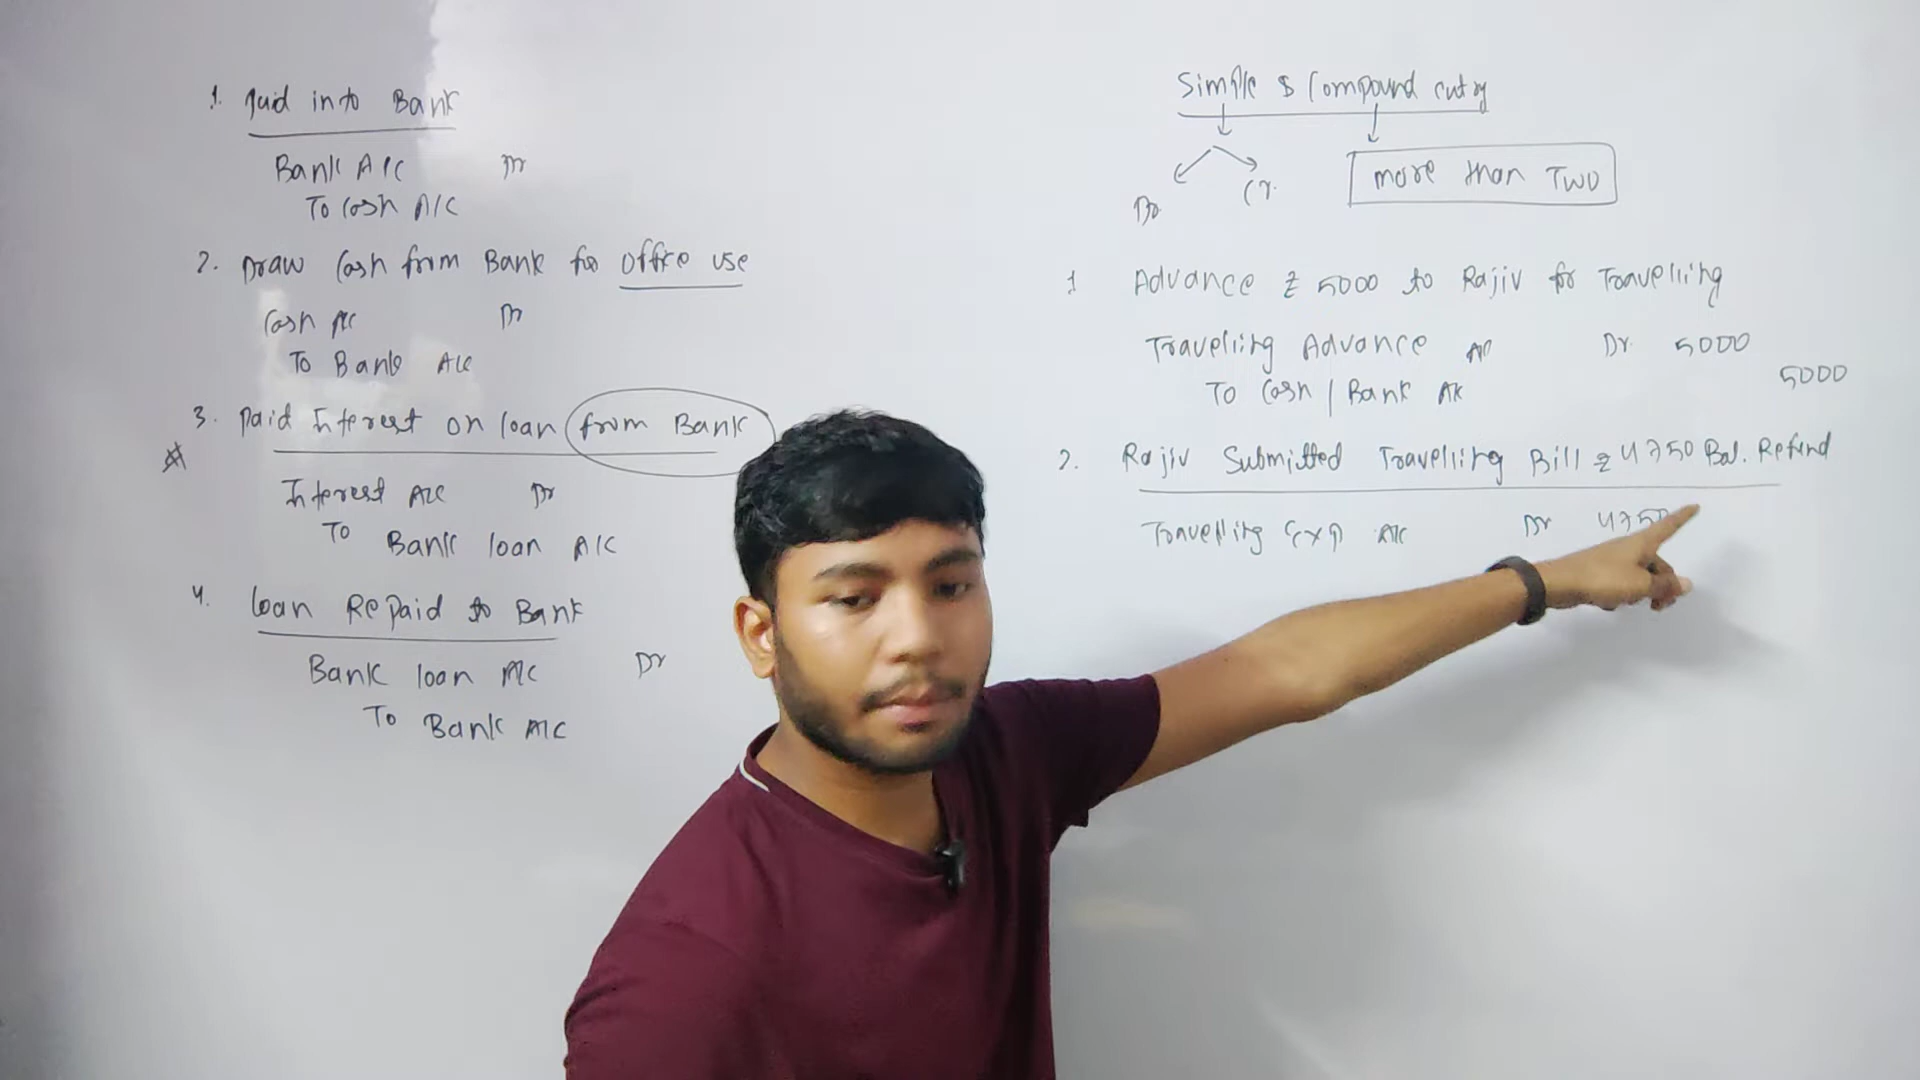 1. Paid into Bank
Bank A/C Dr
To Cash A/C
2. Draw Cash from Bank for office use
Cash A/C Dr
To Bank A/C
3. Paid Interest on loan from Bank
Interest A/C Dr
To Bank loan A/C
4. loan Repaid to Bank
Bank loan A/C Dr
To Bank A/C
Simple & Compound entry
Dr Cr.
more than Two
1 Advance ₹ 5000 to Rajiv for Travelling
Travelling Advance A/C Dr. 5000
To Cash / Bank A/C 5000
2. Rajiv Submitted Travelling Bill ₹ 4750 Bal. Refund
Travelling Exp A/C Dr 4750